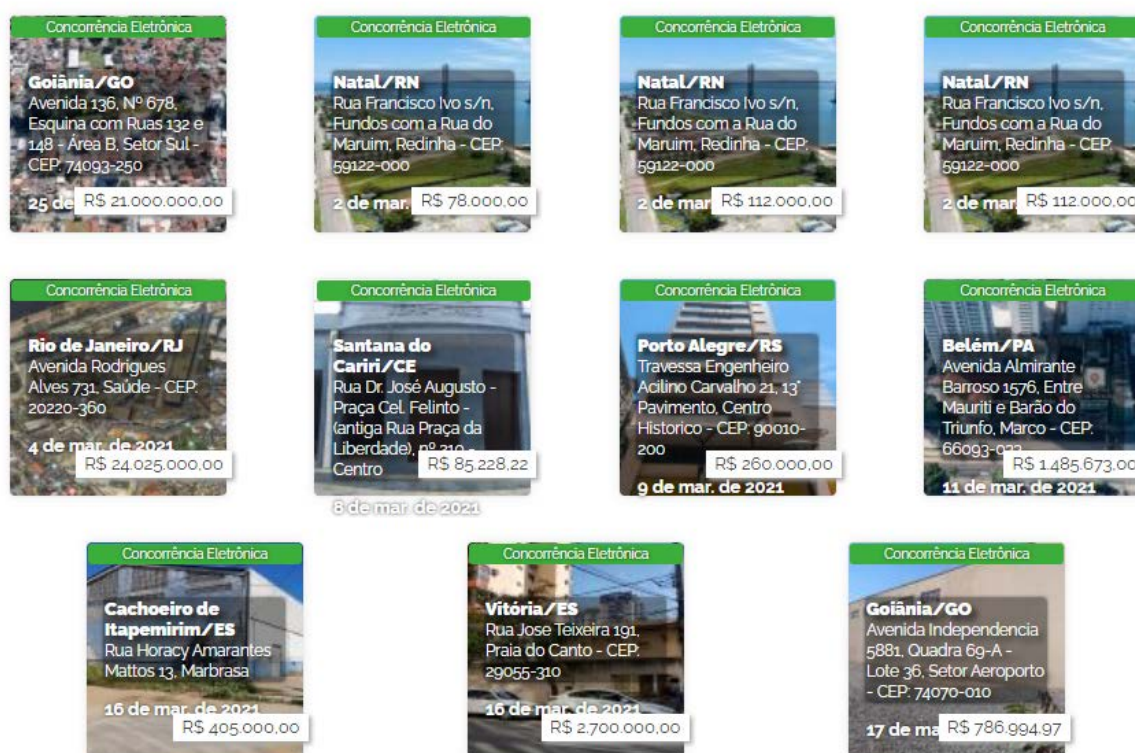 Concorrência Eletrônica
Goiânia/GO
Avenida 136, Nº 678,
Esquina com Ruas 132 e
148 - Área B, Setor Sul -
CEP: 74093-250
25 de
R$ 21.000.000,00
Concorrência Eletrônica
Natal/RN
Rua Francisco Ivo s/n,
Fundos com a Rua do
Maruim, Redinha - CEP:
59122-000
2 de mar.
R$ 78.000,00
Concorrência Eletrônica
Natal/RN
Rua Francisco Ivo s/n,
Fundos com a Rua do
Maruim, Redinha - CEP:
59122-000
2 de mar
R$ 112.000,00
Concorrência Eletrônica
Natal/RN
Rua Francisco Ivo s/n,
Fundos com a Rua do
Maruim, Redinha - CEP:
59122-000
2 de mar
R$ 112.000,00
Concorrência Eletrônica
Rio de Janeiro/RJ
Avenida Rodrigues
Alves 731, Saúde - CEP:
20220-360
4 de mar. de 2021
R$ 24.025.000,00
Concorrência Eletrônica
Santana do
Cariri/CE
Rua Dr. José Augusto -
Praça Cel. Felinto -
(antiga Rua Praça da
Liberdade), nº 210 -
Centro
R$ 85.228,22
8 de mar. de 2021
Concorrência Eletrônica
Porto Alegre/RS
Travessa Engenheiro
Acilino Carvalho 21, 13°
Pavimento, Centro
Historico - CEP: 90010-
200
R$ 260.000,00
9 de mar. de 2021
Concorrência Eletrônica
Belém/PA
Avenida Almirante
Barroso 1576, Entre
Mauriti e Barão do
Triunfo, Marco - CEP:
R$ 1.485.673,00
11 de mar. de 2021
Concorrência Eletrônica
Cachoeiro de
Itapemirim/ES
Rua Horacy Amarantes
Mattos 13, Marbrasa
16 de mar. de 2021
R$ 405.000,00
Concorrência Eletrônica
Vitória/ES
Rua Jose Teixeira 191,
Praia do Canto - CEP:
29055-310
16 de mar. de 2021
R$ 2.700.000,00
Concorrência Eletrônica
Goiânia/GO
Avenida Independencia
5881, Quadra 69-A -
Lote 36, Setor Aeroporto
- CEP: 74070-010
17 de ma
R$ 786.994,97